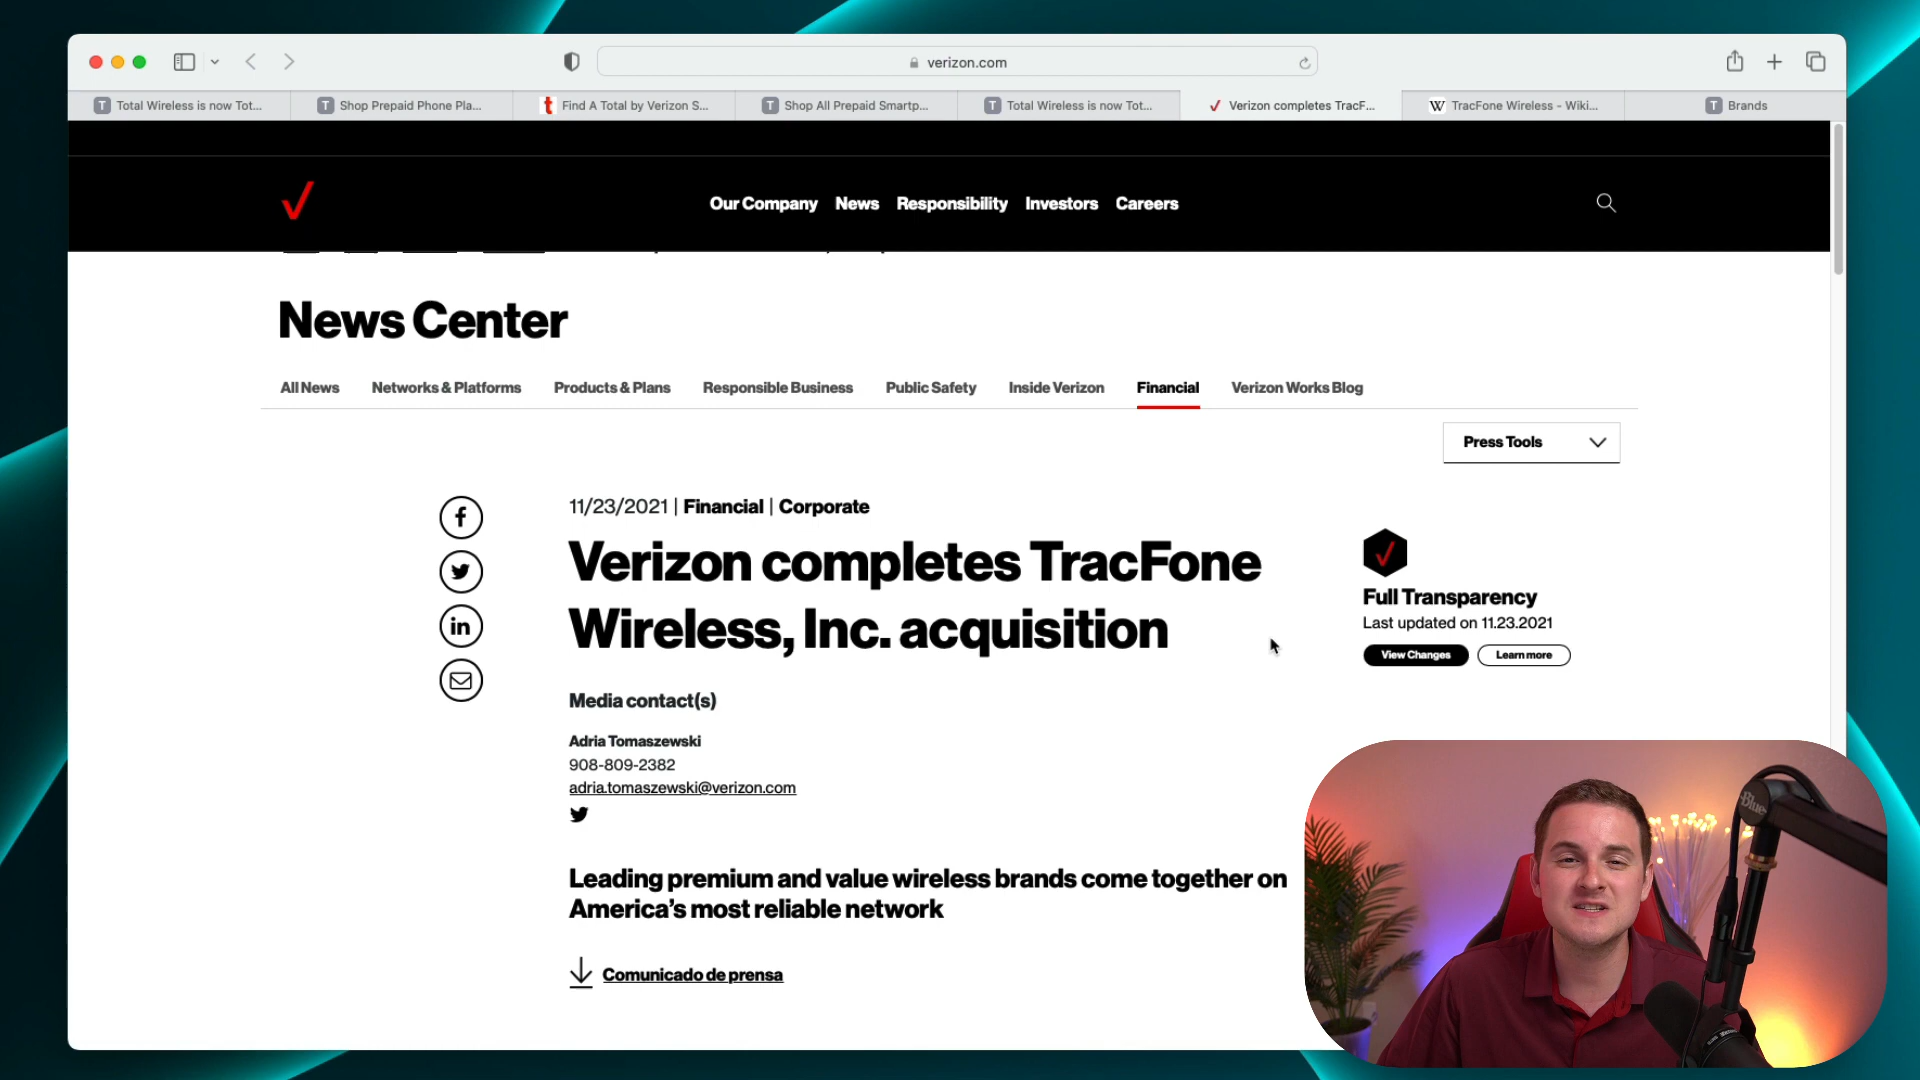 verizon.com
Total Wireless is now Tot...
Shop Prepaid Phone Pla...
Find A Total by Verizon S...
Shop All Prepaid Smartp...
Total Wireless is now Tot...
Verizon completes TracF...
TracFone Wireless - Wiki...
Brands
Our Company
News
Responsibility
Investors
Careers
News Center
All News
Networks & Platforms
Products & Plans
Responsible Business
Public Safety
Inside Verizon
Financial
Verizon Works Blog
Press Tools
11/23/2021 | Financial | Corporate
Verizon completes TracFone
Wireless, Inc. acquisition
Full Transparency
Last updated on 11.23.2021
View Changes
Learn more
Media contact(s)
Adria Tomaszewski
908-809-2382
adria.tomaszewski@verizon.com
Leading premium and value wireless brands come together on
America's most reliable network
Comunicado de prensa
Blue